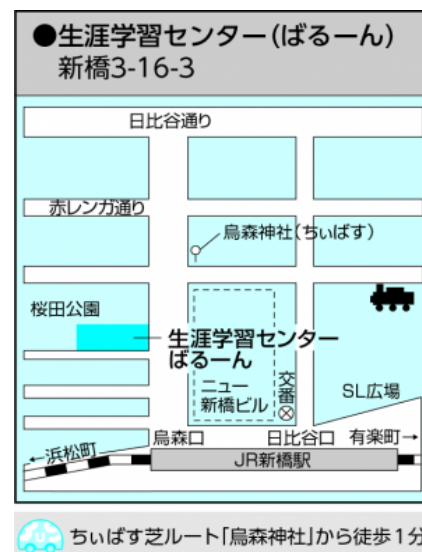 ●生涯学習センター(ばるーん)
新橋3-16-3
日比谷通り
赤レンガ通り
烏森神社(ちぃばす)
桜田公園
生涯学習センター
ばるーん
ニュー
新橋ビル
交番
SL広場
烏森口
日比谷口
有楽町→
←浜松町
JR新橋駅
ちぃばす芝ルート「烏森神社」から徒歩1分